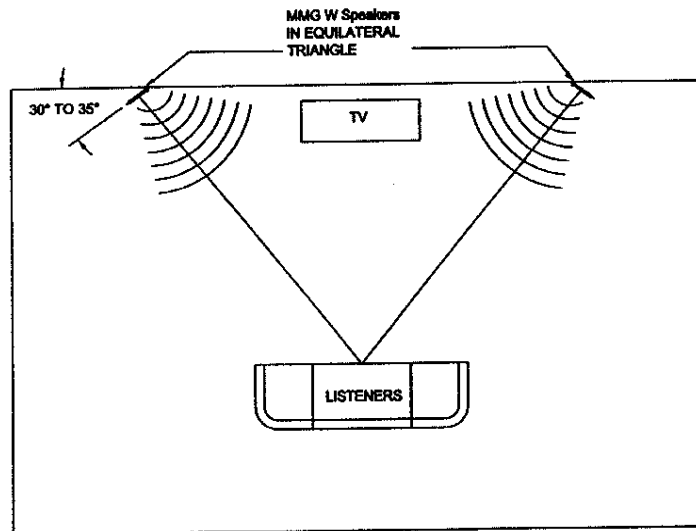 MMG W Speakers
IN EQUILATERAL
TRIANGLE
30° TO 35°
TV
LISTENERS